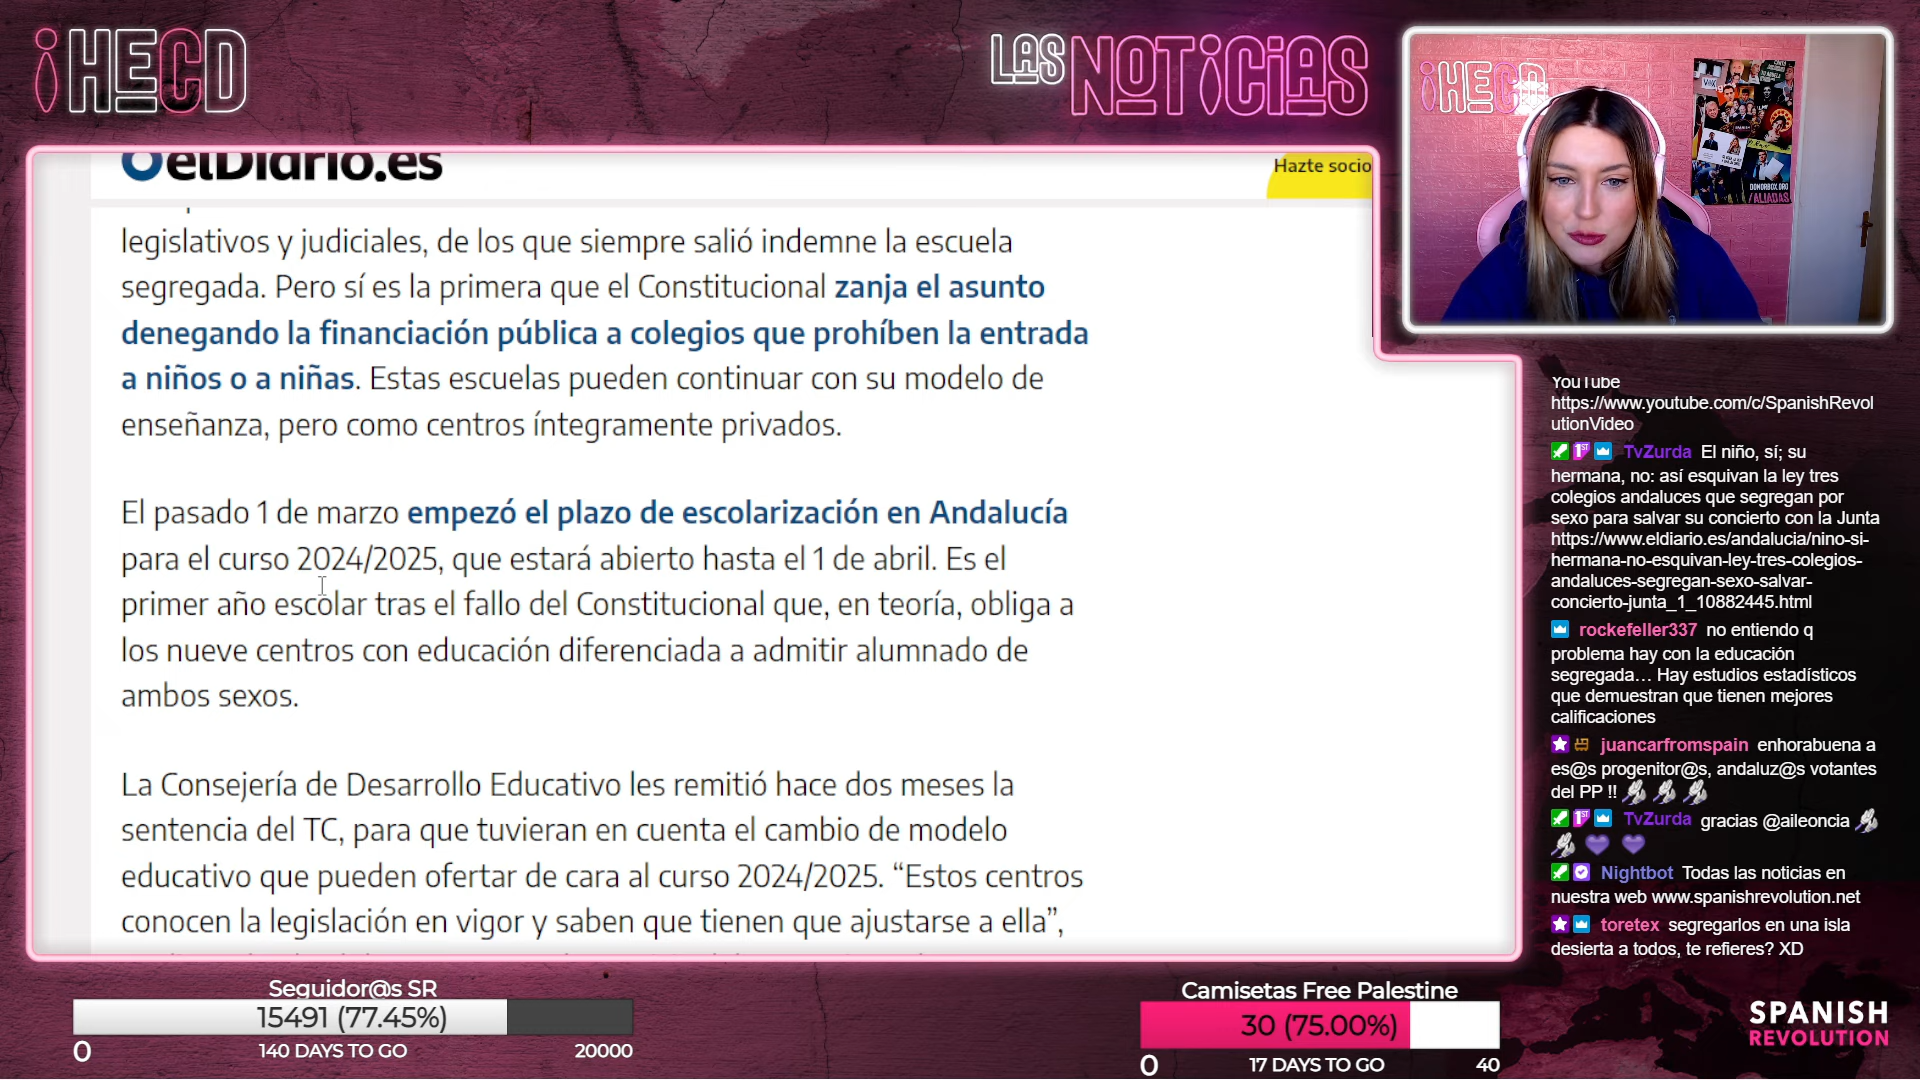 ¡HECD
LAS NOTiCiAS
¡HECD
elDiario.es
Hazte socio
legislativos y judiciales, de los que siempre salió indemne la escuela
segregada. Pero sí es la primera que el Constitucional zanja el asunto
denegando la financiación pública a colegios que prohíben la entrada
a niños o a niñas. Estas escuelas pueden continuar con su modelo de
enseñanza, pero como centros íntegramente privados.
El pasado 1 de marzo empezó el plazo de escolarización en Andalucía
para el curso 2024/2025, que estará abierto hasta el 1 de abril. Es el
primer año escolar tras el fallo del Constitucional que, en teoría, obliga a
los nueve centros con educación diferenciada a admitir alumnado de
ambos sexos.
La Consejería de Desarrollo Educativo les remitió hace dos meses la
sentencia del TC, para que tuvieran en cuenta el cambio de modelo
educativo que pueden ofertar de cara al curso 2024/2025. “Estos centros
conocen la legislación en vigor y saben que tienen que ajustarse a ella”,
DONORBOX.ORG
/ALIADAS
YouTube
https://www.youtube.com/c/SpanishRevol
utionVideo
TvZurda El niño, sí; su
hermana, no: así esquivan la ley tres
colegios andaluces que segregan por
sexo para salvar su concierto con la Junta
https://www.eldiario.es/andalucia/nino-si-
hermana-no-esquivan-ley-tres-colegios-
andaluces-segregan-sexo-salvar-
concierto-junta_1_10882445.html
rockefeller337 no entiendo q
problema hay con la educación
segregada… Hay estudios estadísticos
que demuestran que tienen mejores
calificaciones
juancarfromspain enhorabuena a
es@s progenitor@s, andaluz@s votantes
del PP !!
TvZurda gracias @aileoncia
Nightbot Todas las noticias en
nuestra web www.spanishrevolution.net
toretex segregarlos en una isla
desierta a todos, te refieres? XD
Seguidor@s SR
15491 (77.45%)
0 140 DAYS TO GO 20000
Camisetas Free Palestine
30 (75.00%)
0 17 DAYS TO GO 40
SPANISH
REVOLUTION